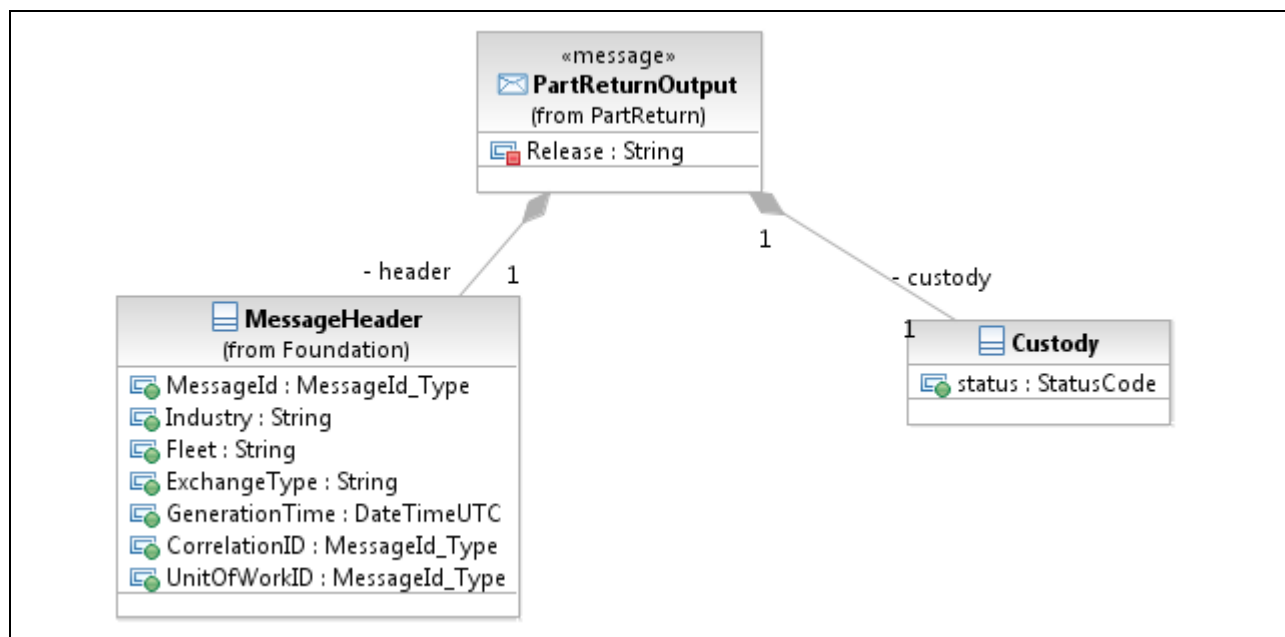 «message»
PartReturnOutput
(from PartReturn)
Release : String
1
- header
1
- custody
MessageHeader
(from Foundation)
MessageId : MessageId_Type
Industry : String
Fleet : String
ExchangeType : String
GenerationTime : DateTimeUTC
CorrelationID : MessageId_Type
UnitOfWorkID : MessageId_Type
1
Custody
status : StatusCode